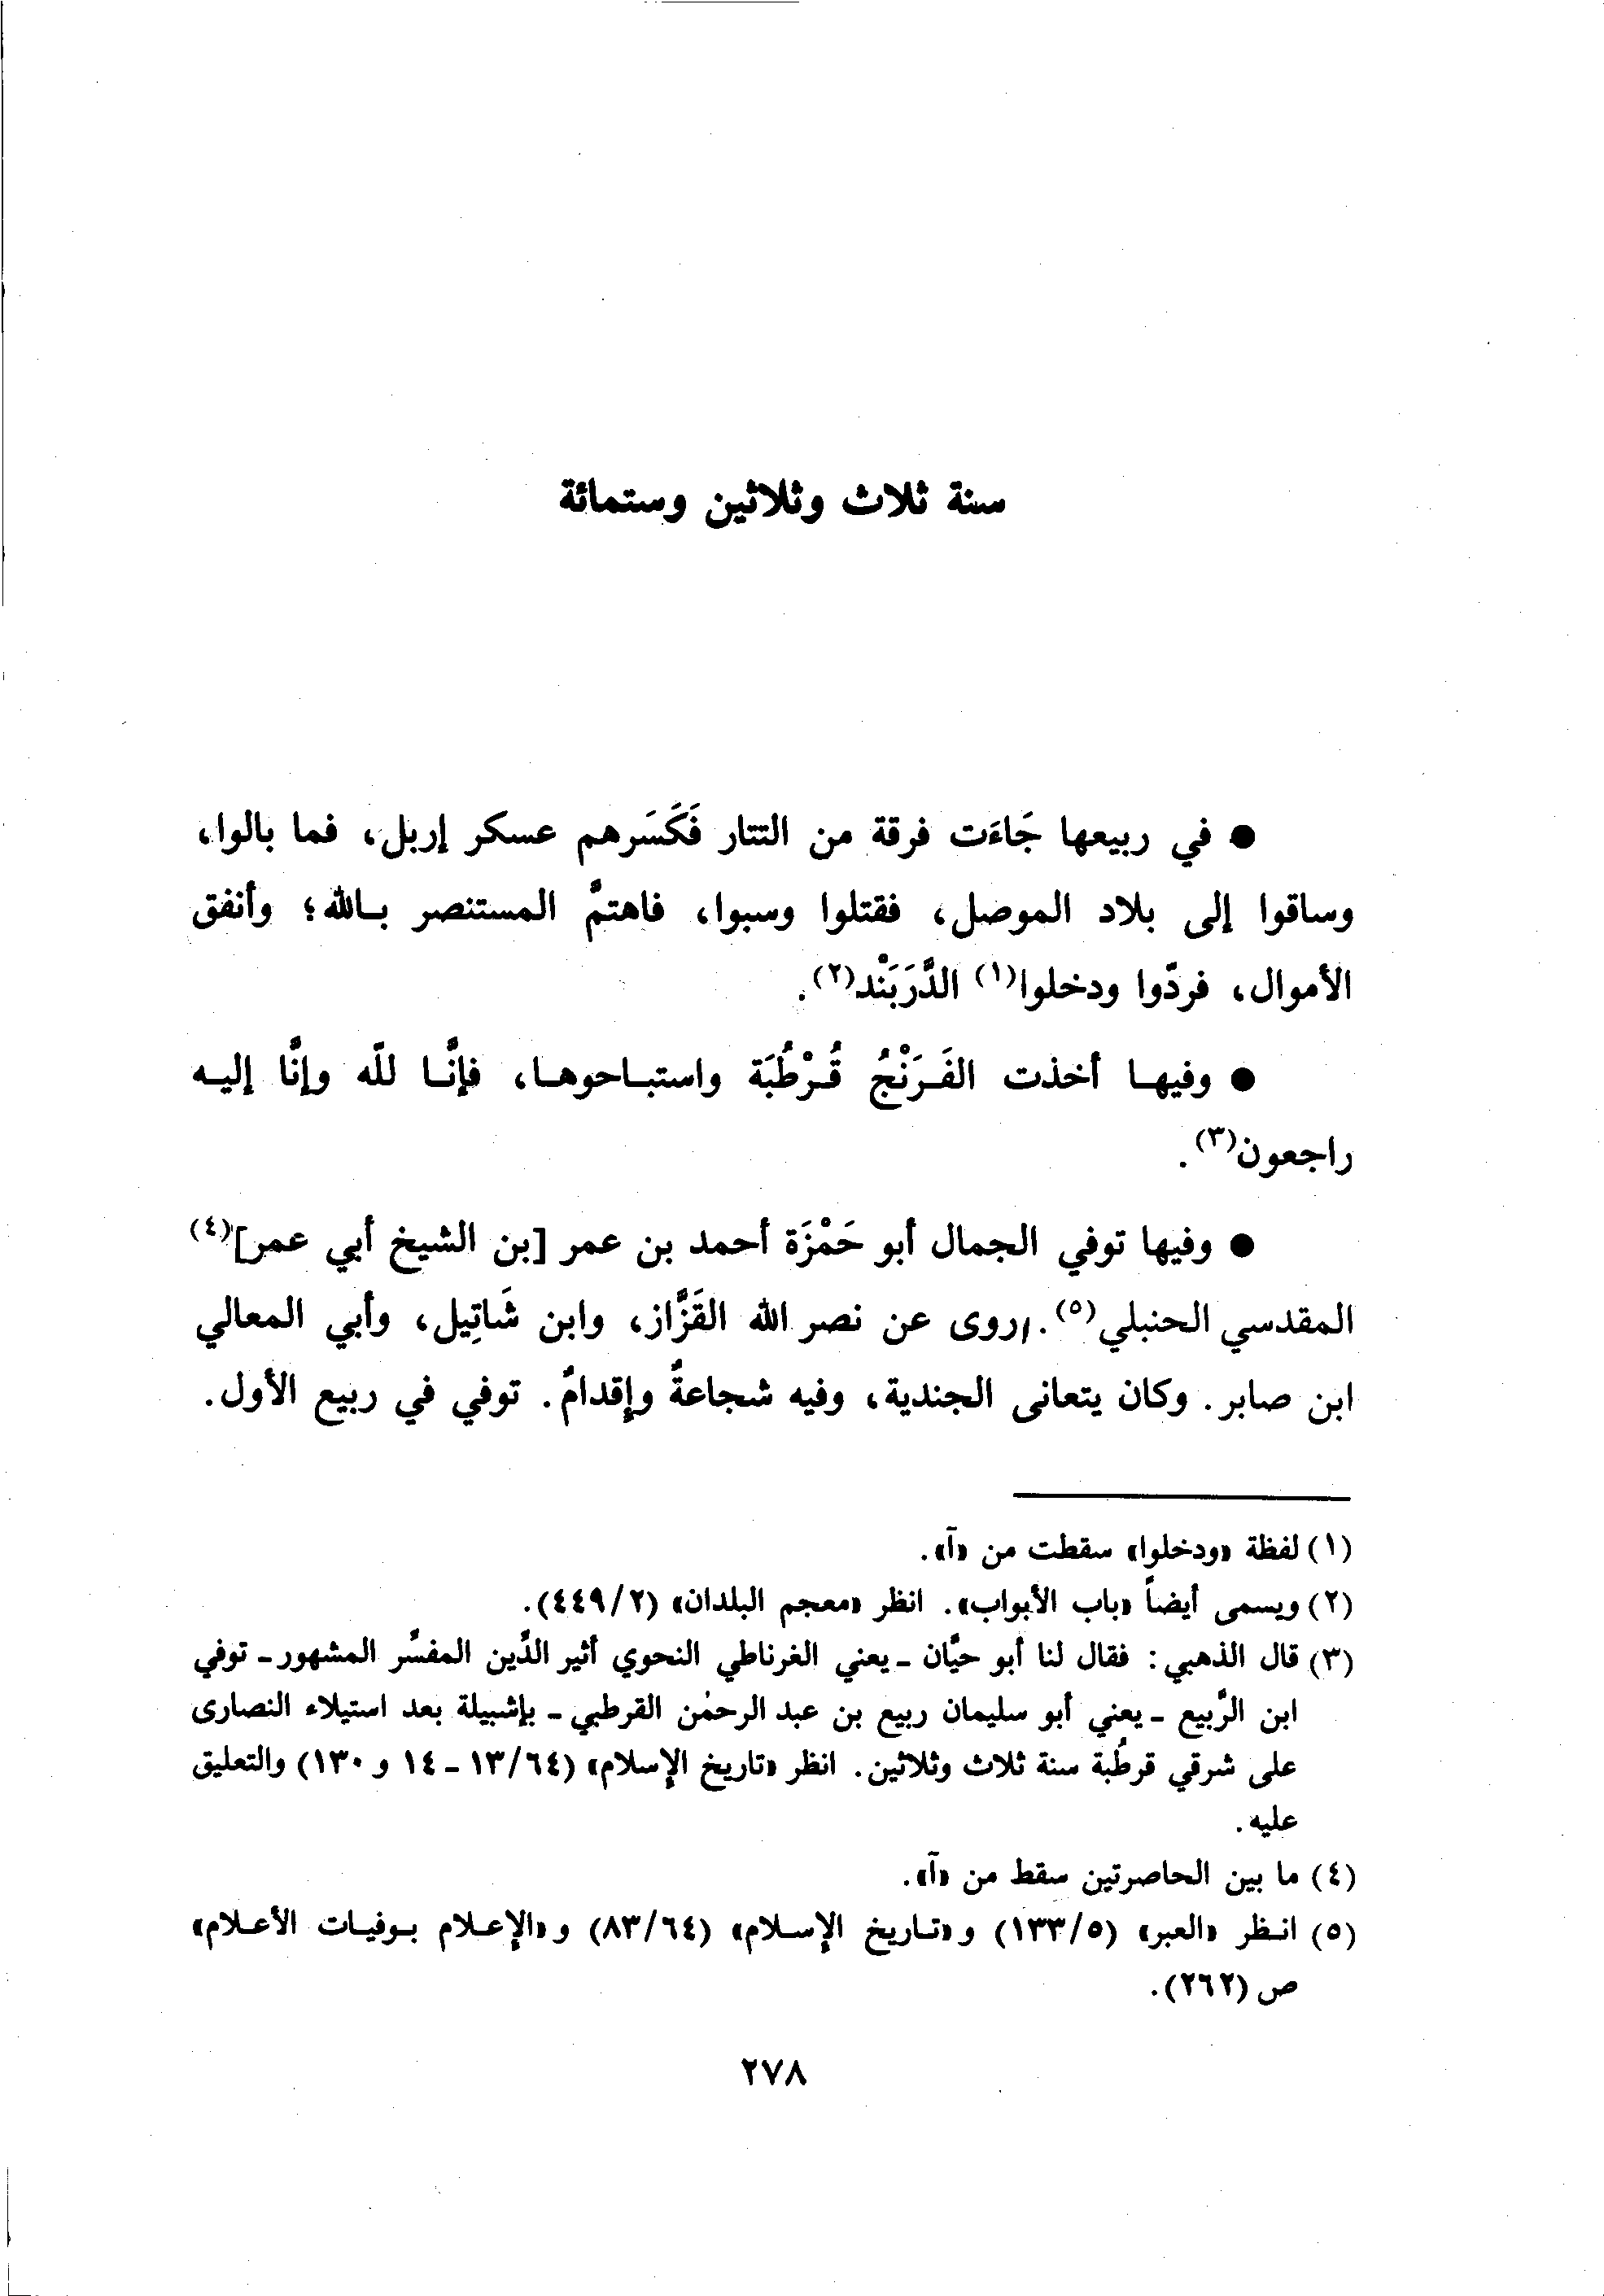 سنة ثلاث وثلاثين وستمائة
● في ربيعها جَاءَت فرقة من التتار فَكَسَرهم عسكر إربل، فما بالوا،
وساقوا إلى بلاد الموصل، فقتلوا وسبوا، فاهتمَّ المستنصر بـالله؛ وأنفق
الأموال، فردّوا ودخلوا(١) الدَّرَبَنْد(٢).
● وفيهـا أخذت الفَـرَنْجُ قُـرْطُبَة واستبـاحوهـا، فإنَّـا للّه وإنَّا إليـه
راجعون(٣).
● وفيها توفي الجمال أبو حَمْزَة أحمد بن عمر [بن الشيخ أبي عمر](٤)
المقدسي الحنبلي(٥). روى عن نصر الله القَزَّاز، وابن شَاتِيل، وأبي المعالي
ابن صابر. وكان يتعانى الجندية، وفيه شجاعةٌ وإقدامٌ. توفي في ربيع الأول.
(١) لفظة «ودخلوا» سقطت من «آ».
(٢) ويسمى أيضاً «باب الأبواب». انظر «معجم البلدان» (٤٤٩/٢).
(٣) قال الذهبي: فقال لنا أبو حيَّان ـ يعني الغرناطي النحوي أثير الدِّين المفسِّر المشهور ـ توفي
ابن الرَّبيع ـ يعني أبو سليمان ربيع بن عبد الرحمٰن القرطبي ـ بإشبيلة بعد استيلاء النصارى
على شرقي قرطُبة سنة ثلاث وثلاثين. انظر «تاريخ الإسلام» (١٣/٦٤ ـ ١٤ و ١٣٠) والتعليق
عليه.
(٤) ما بين الحاصرتين سقط من «آ».
(٥) انـظر «العبر» (١٣٣/٥) و «تـاريخ الإسـلام» (٨٣/٦٤) و «الإعـلام بـوفيـات الأعـلام»
ص (٢٦٢).
٢٧٨